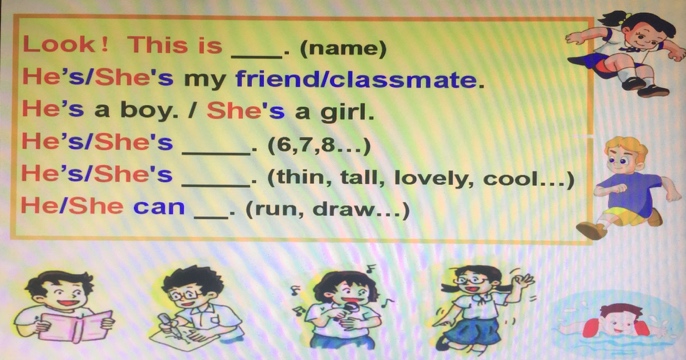 Look! This is ____. (name)
He's/She's my friend/classmate.
He's a boy. / She's a girl.
He's/She's _____. (6,7,8...)
He's/She's _____. (thin, tall, lovely, cool...)
He/She can ___. (run, draw...)